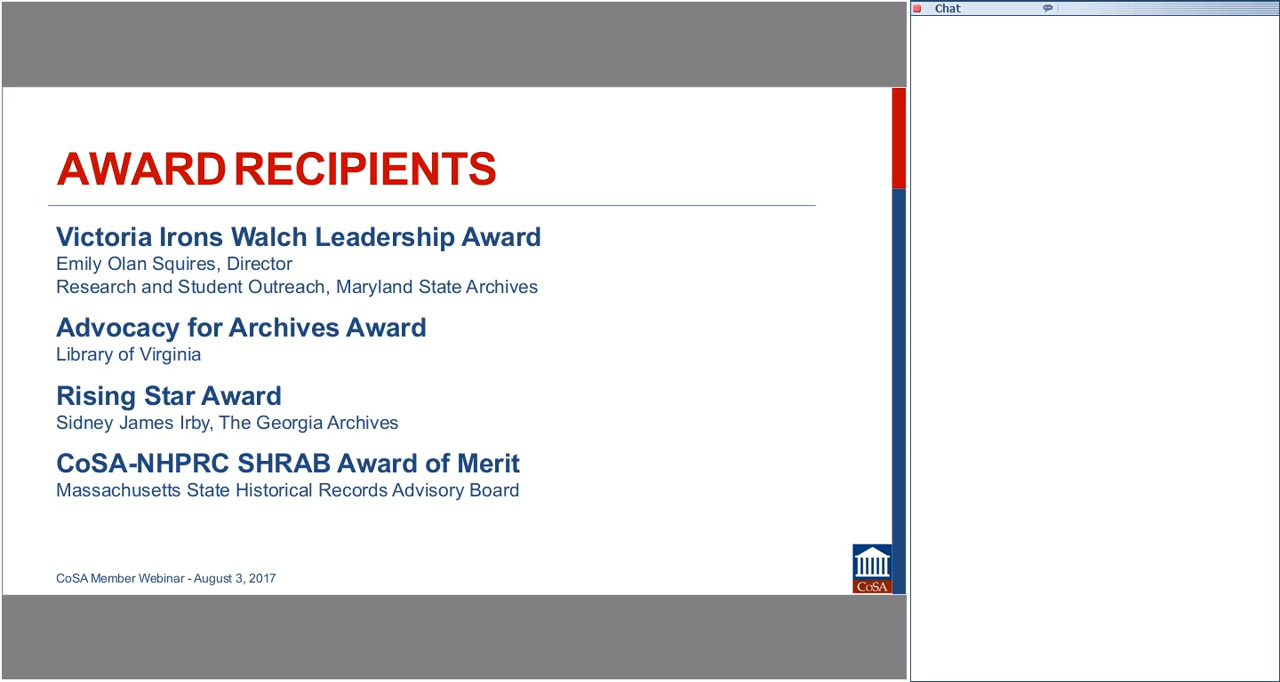 Chat
AWARD RECIPIENTS
Victoria Irons Walch Leadership Award
Emily Olan Squires, Director
Research and Student Outreach, Maryland State Archives
Advocacy for Archives Award
Library of Virginia
Rising Star Award
Sidney James Irby, The Georgia Archives
CoSA-NHPRC SHRAB Award of Merit
Massachusetts State Historical Records Advisory Board
CoSA Member Webinar - August 3, 2017
CoSA